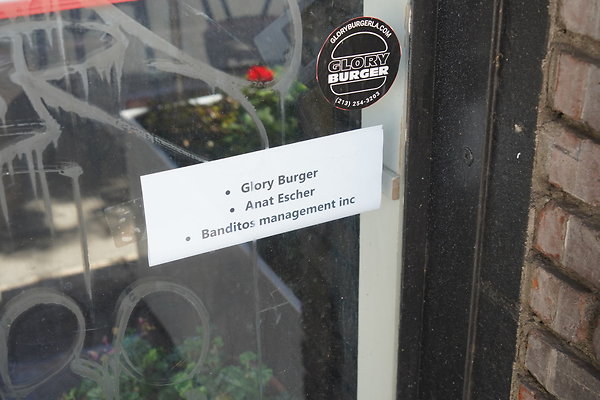 GLORYBURGERLA.COM
GLORY
BURGER
(213) 254-3203
• Glory Burger
• Anat Escher
• Banditos management inc